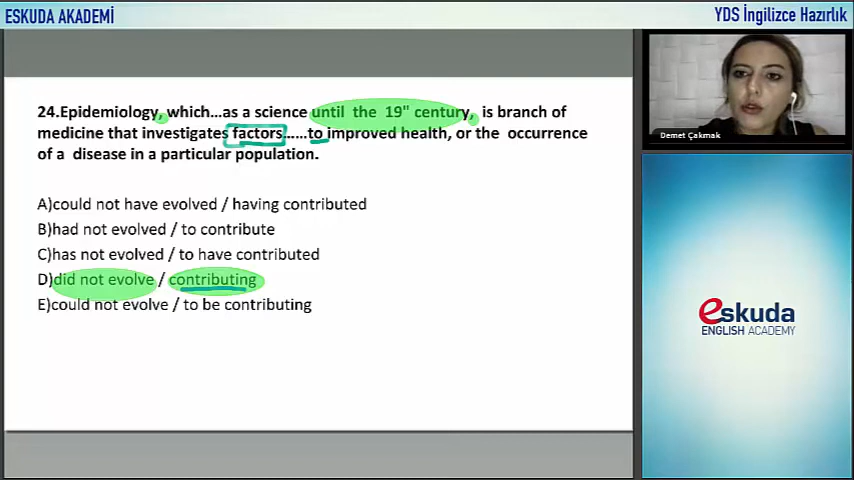 ESKUDA AKADEMİ
YDS İngilizce Hazırlık
24.Epidemiology, which...as a science until the 19" century, is branch of
medicine that investigates factors......to improved health, or the occurrence
of a disease in a particular population.
A)could not have evolved / having contributed
B)had not evolved / to contribute
C)has not evolved / to have contributed
D)did not evolve / contributing
E)could not evolve / to be contributing
Demet Çakmak
eskuda
ENGLISH ACADEMY